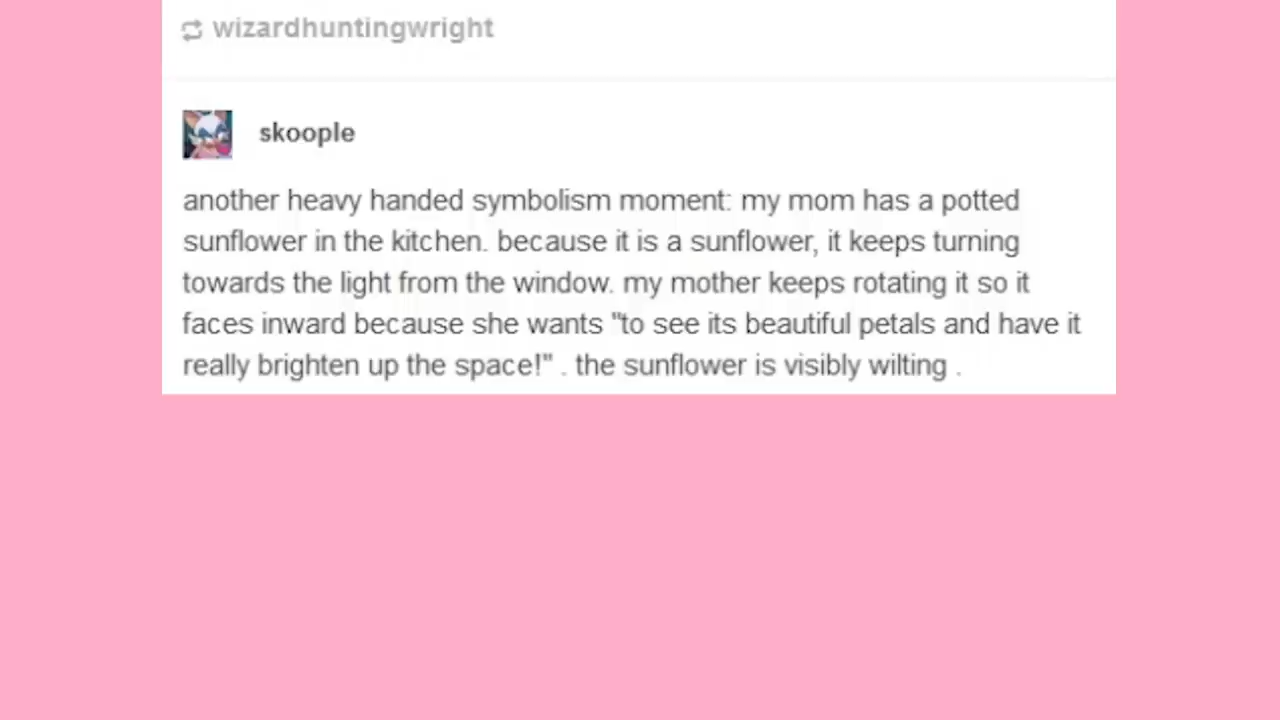 wizardhuntingwright
skoople
another heavy handed symbolism moment: my mom has a potted
sunflower in the kitchen. because it is a sunflower, it keeps turning
towards the light from the window. my mother keeps rotating it so it
faces inward because she wants "to see its beautiful petals and have it
really brighten up the space!" . the sunflower is visibly wilting .